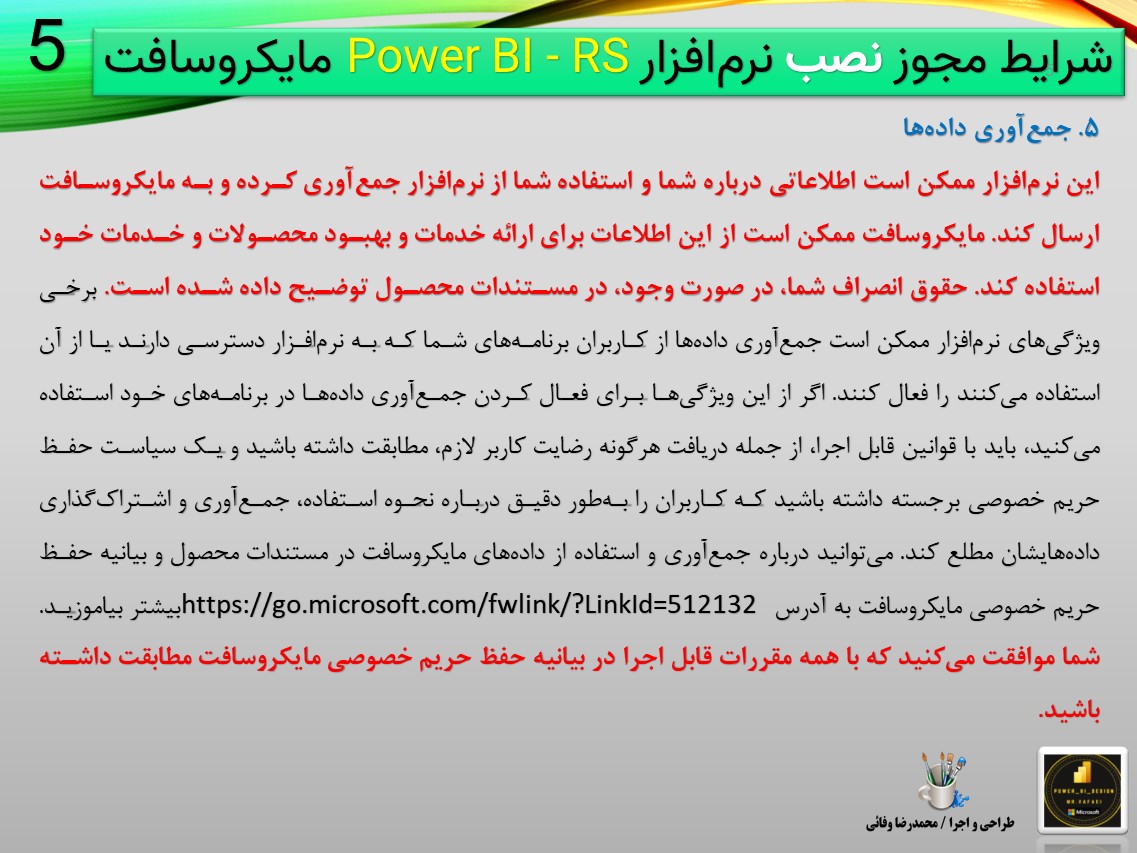 5
شرایط مجوز نصب نرم‌افزار Power BI - RS مایکروسافت
۵. جمع‌آوری داده‌ها
این نرم‌افزار ممکن است اطلاعاتی درباره شما و استفاده شما از نرم‌افزار جمع‌آوری کرده و به مایکروسافت
ارسال کند. مایکروسافت ممکن است از این اطلاعات برای ارائه خدمات و بهبود محصولات و خدمات خود
استفاده کند. حقوق انصراف شما، در صورت وجود، در مستندات محصول توضیح داده شده است. برخی
ویژگی‌های نرم‌افزار ممکن است جمع‌آوری داده‌ها از کاربران برنامه‌های شما که به نرم‌افزار دسترسی دارند یا از آن
استفاده می‌کنند را فعال کنند. اگر از این ویژگی‌ها برای فعال کردن جمع‌آوری داده‌ها در برنامه‌های خود استفاده
می‌کنید، باید با قوانین قابل اجرا، از جمله دریافت هرگونه رضایت کاربر لازم، مطابقت داشته باشید و یک سیاست حفظ
حریم خصوصی برجسته داشته باشید که کاربران را به‌طور دقیق درباره نحوه استفاده، جمع‌آوری و اشتراک‌گذاری
داده‌هایشان مطلع کند. می‌توانید درباره جمع‌آوری و استفاده از داده‌های مایکروسافت در مستندات محصول و بیانیه حفظ
حریم خصوصی مایکروسافت به آدرس https://go.microsoft.com/fwlink/?LinkId=512132بیشتر بیاموزید.
شما موافقت می‌کنید که با همه مقررات قابل اجرا در بیانیه حفظ حریم خصوصی مایکروسافت مطابقت داشته
باشید.
POWER_BI_DESIGN
MR.VAFAEI
Microsoft
طراحی و اجرا / محمدرضا وفائی